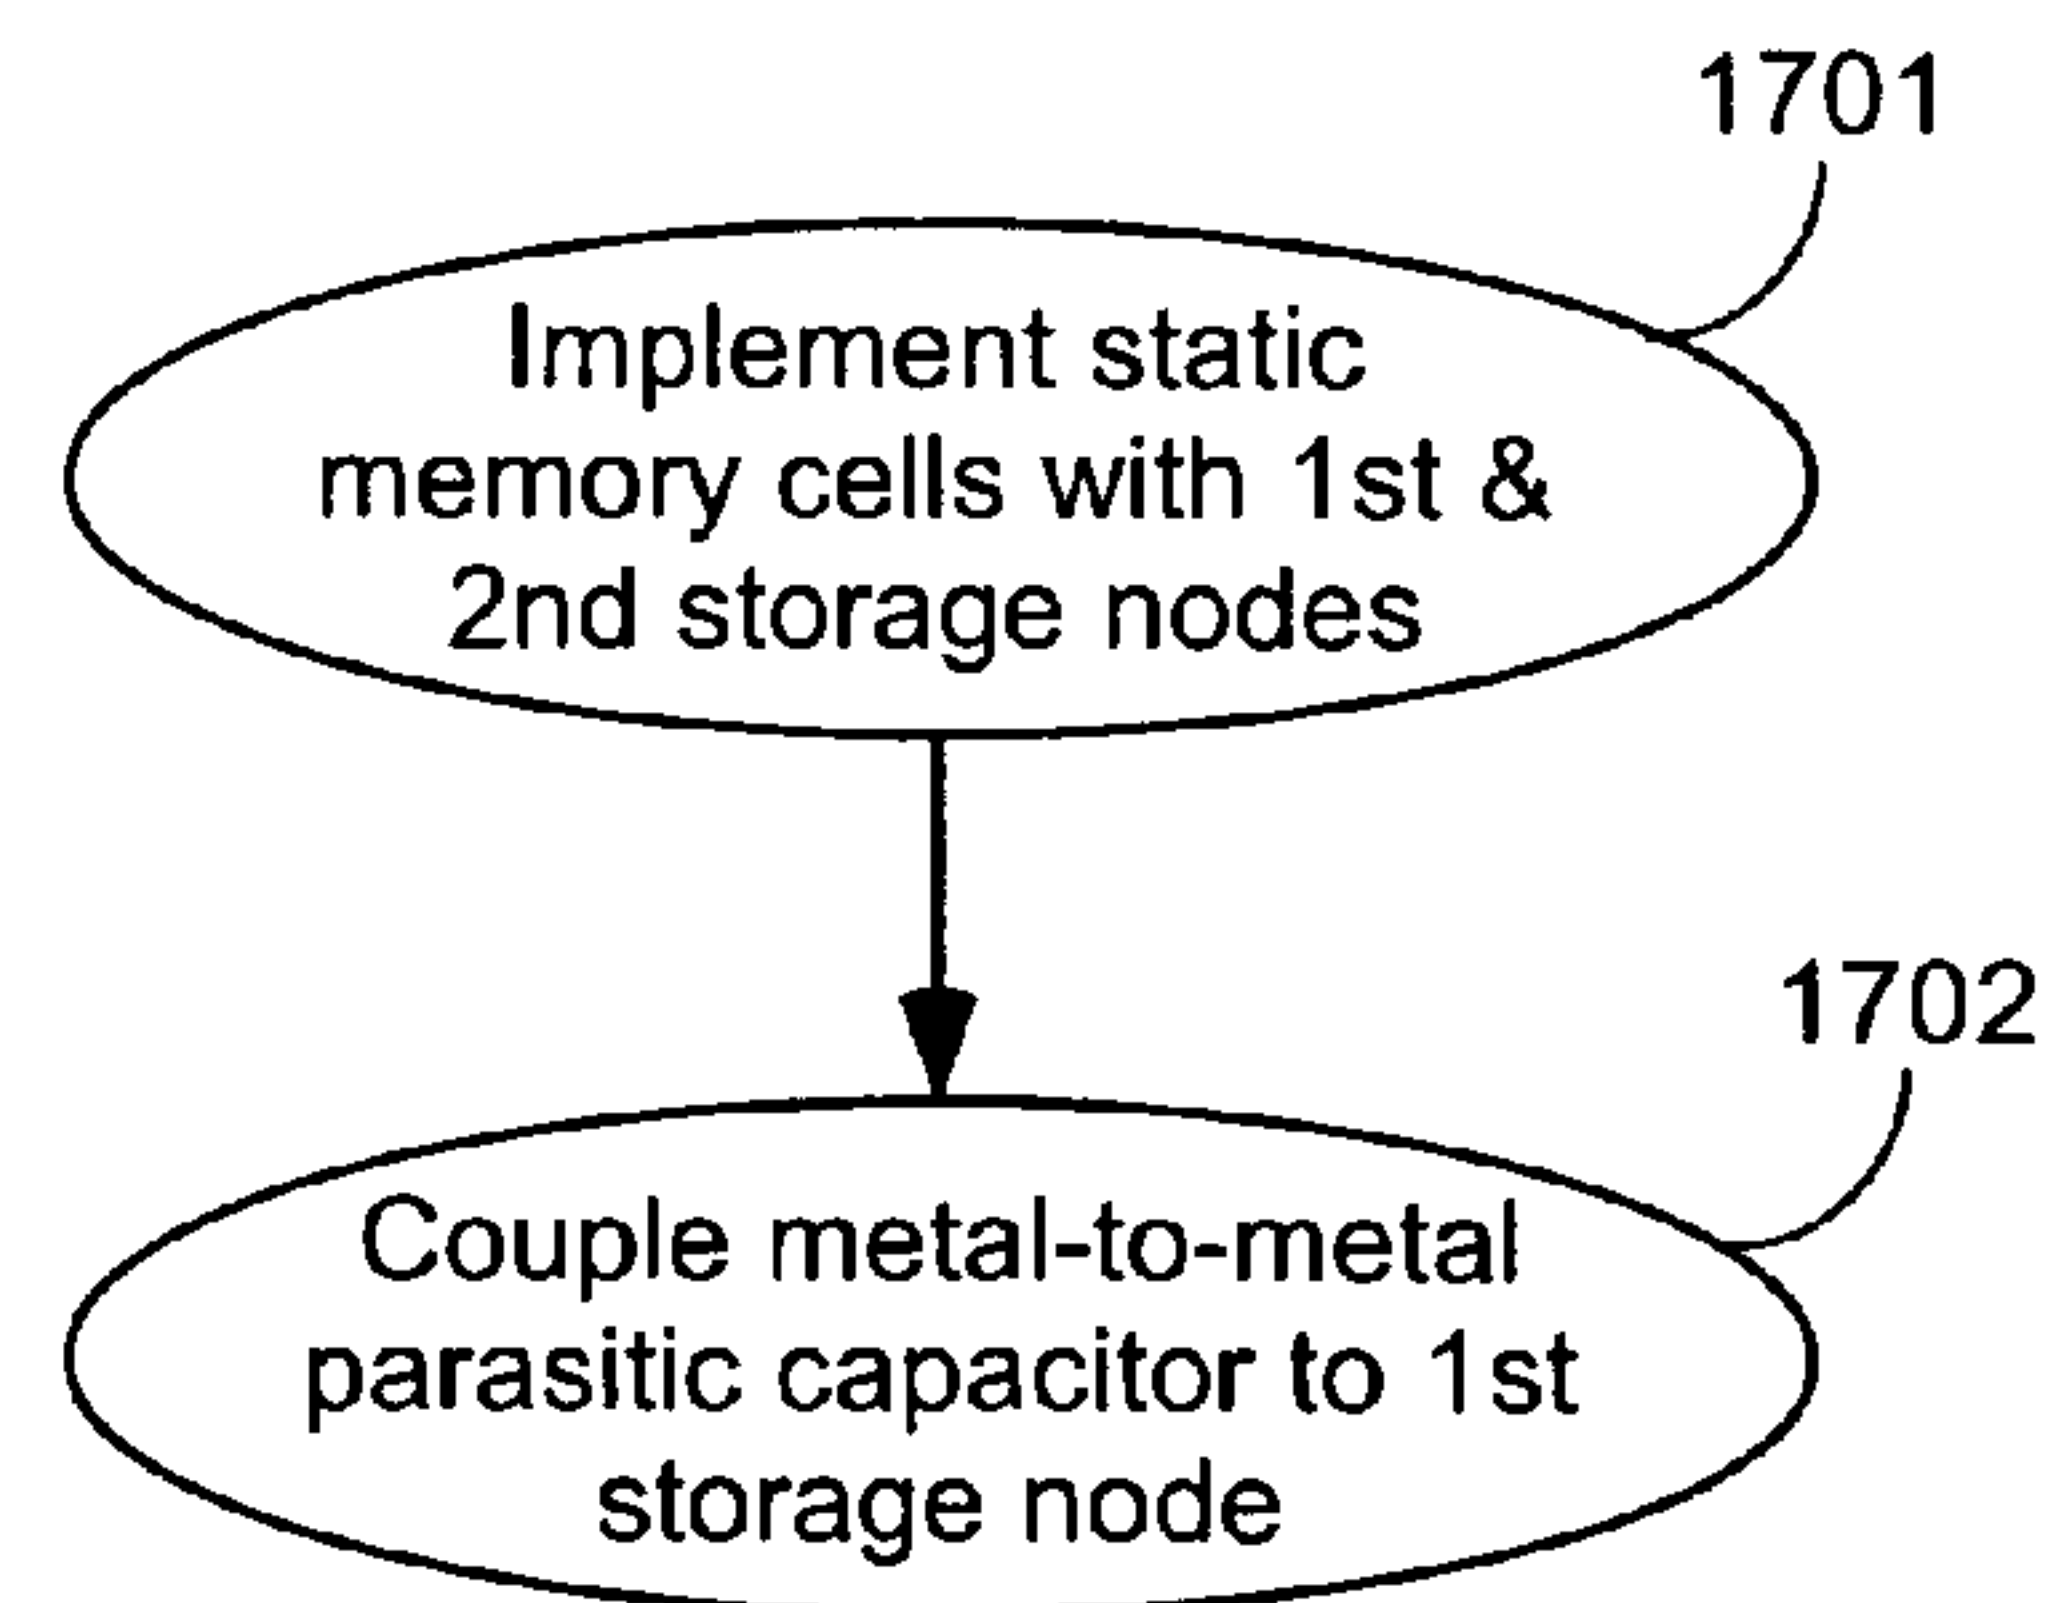 1701
Implement static
memory cells with 1st &
2nd storage nodes
1702
Couple metal-to-metal
parasitic capacitor to 1st
storage node